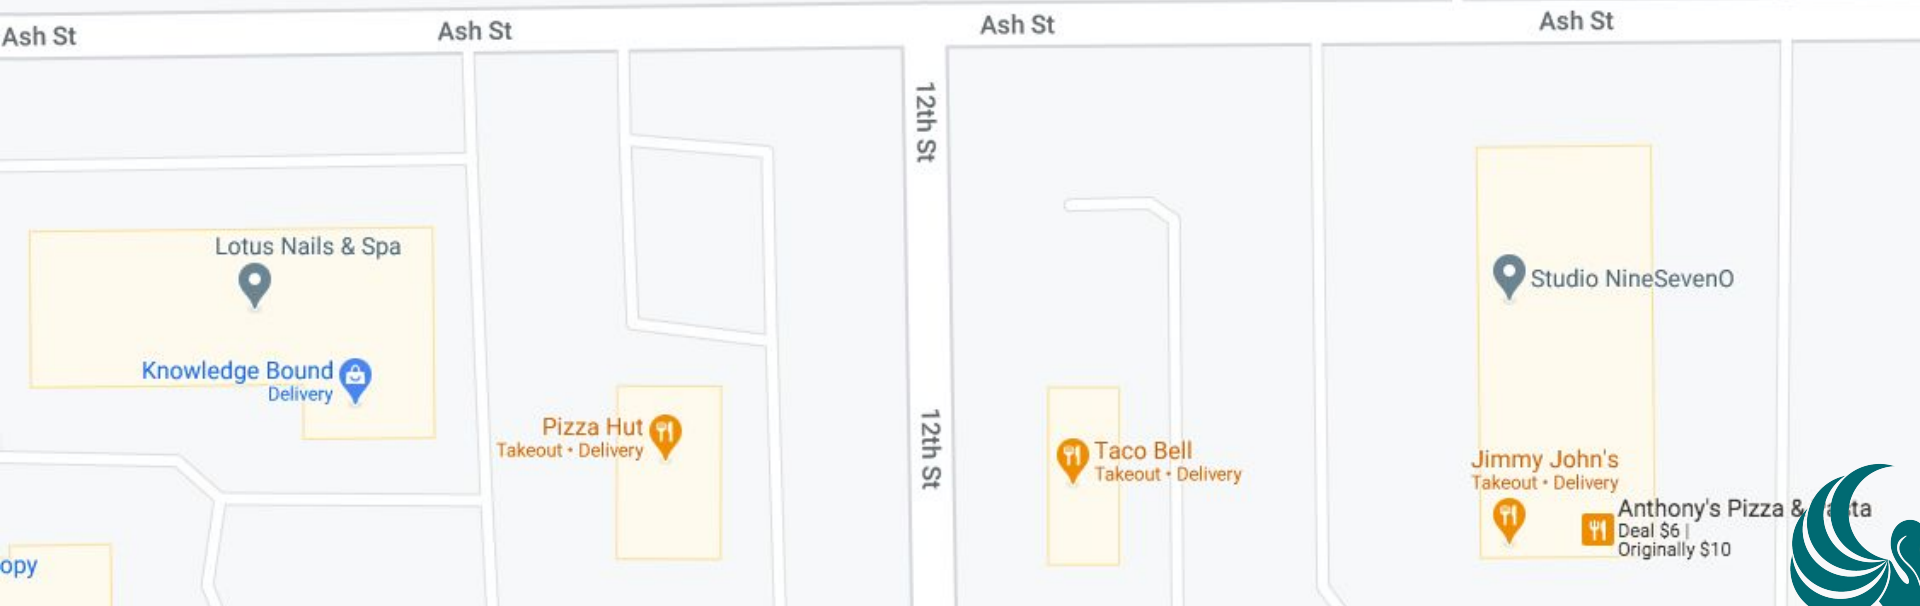 Ash St
Ash St
Ash St
Ash St
12th St
Lotus Nails & Spa
Studio NineSevenO
Knowledge Bound
Delivery
Pizza Hut
Takeout • Delivery
12th St
Taco Bell
Takeout • Delivery
Jimmy John's
Takeout • Delivery
Anthony's Pizza &
Deal $6 |
Originally $10
opy